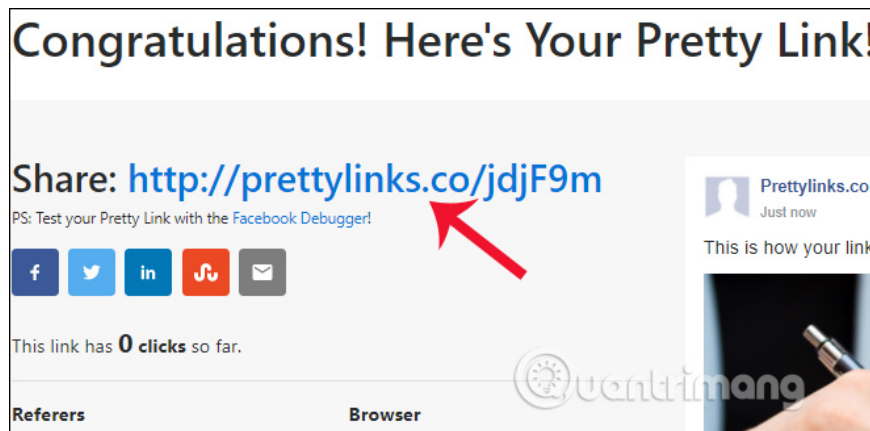 Congratulations! Here's Your Pretty Link!
Share: http://prettylinks.co/jdjF9m
PS: Test your Pretty Link with the Facebook Debugger!
This link has 0 clicks so far.
Referers
Browser
Prettylinks.co
Just now
This is how your link
Quantrimang